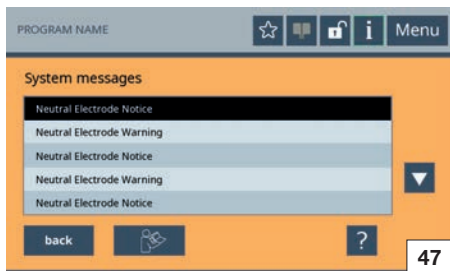 PROGRAM NAME
i Menu
System messages
Neutral Electrode Notice
Neutral Electrode Warning
Neutral Electrode Notice
Neutral Electrode Warning
Neutral Electrode Notice
back ?
47